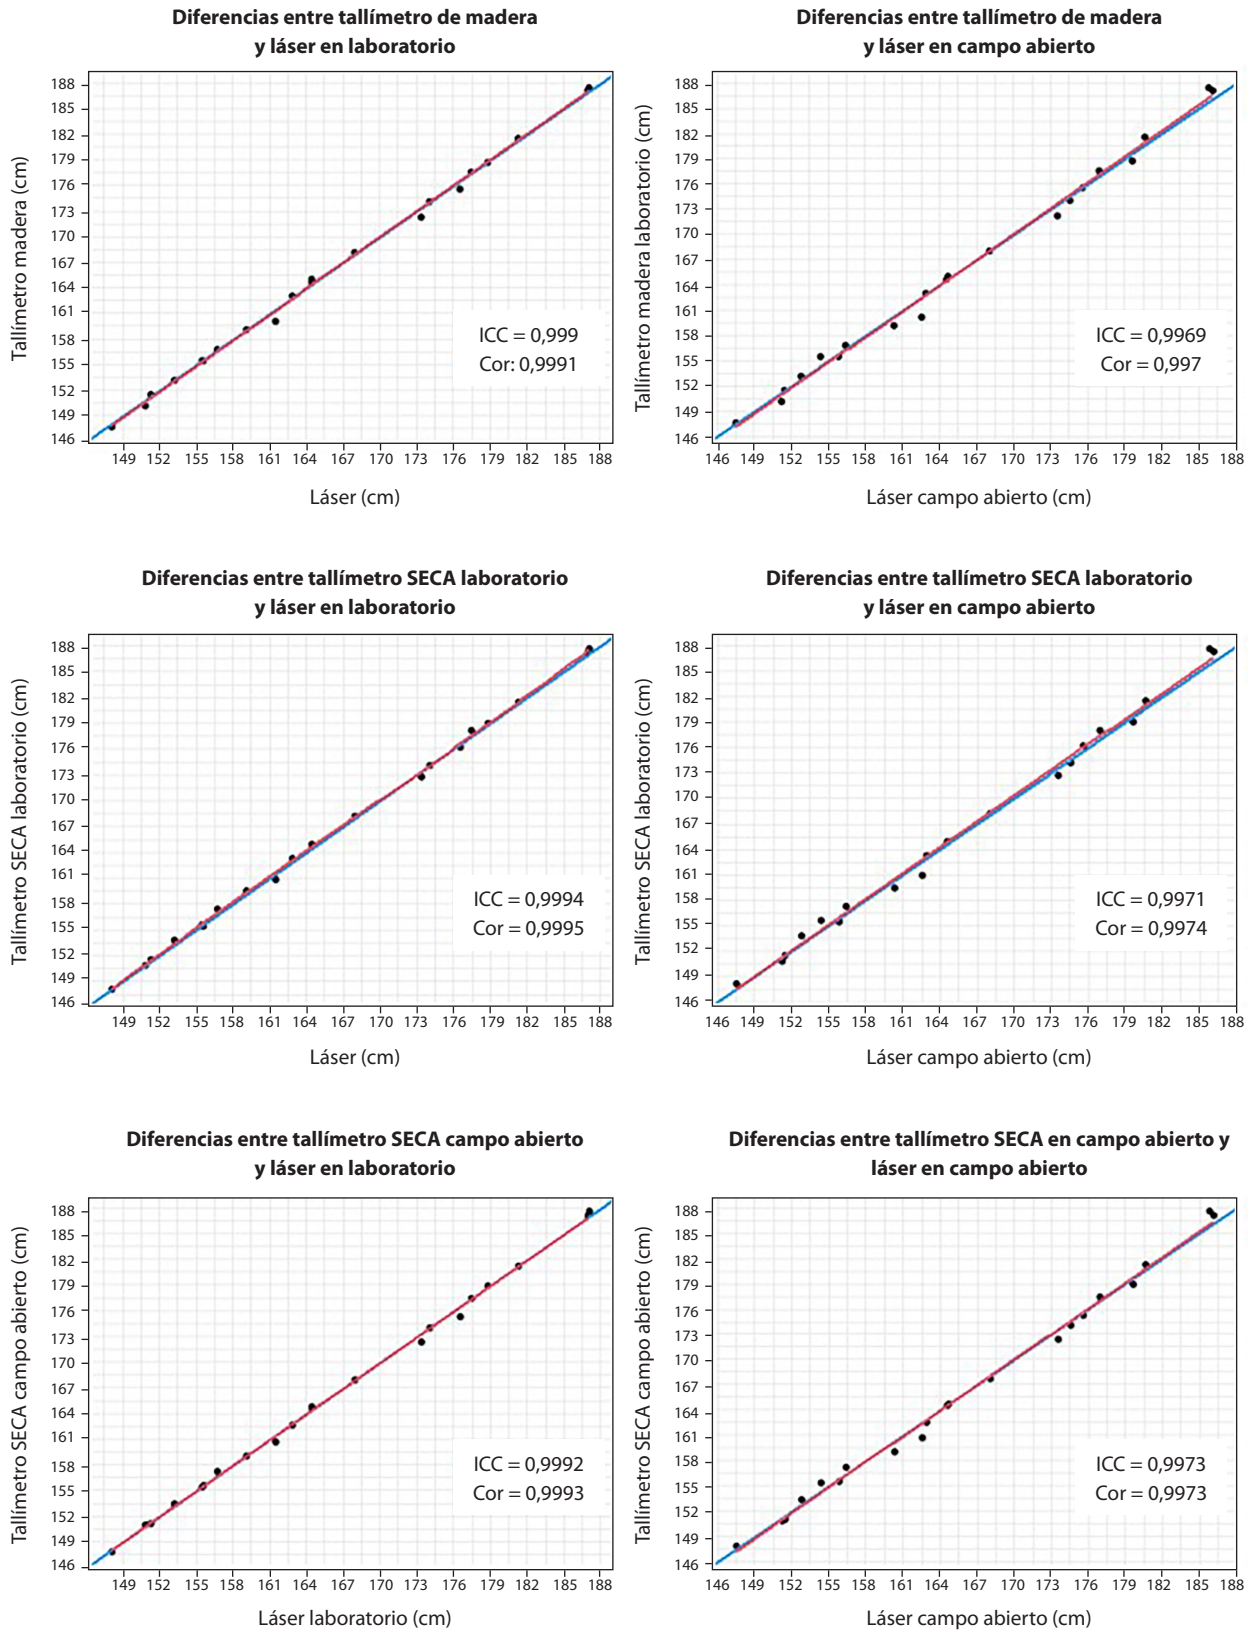 Diferencias entre tallímetro de madera
y láser en laboratorio
188
185
182
179
176
173
170
167
164
161
158
155
152
149
146
Tallímetro madera (cm)
ICC = 0,999
Cor: 0,9991
149 152 155 158 161 164 167 170 173 176 179 182 185 188
Láser (cm)
Diferencias entre tallímetro de madera
y láser en campo abierto
188
185
182
179
176
173
170
167
164
161
158
155
152
149
146
Tallímetro madera laboratorio (cm)
ICC = 0,9969
Cor = 0,997
146 149 152 155 158 161 164 167 170 173 176 179 182 185 188
Láser campo abierto (cm)
Diferencias entre tallímetro SECA laboratorio
y láser en laboratorio
188
185
182
179
176
173
170
167
164
161
158
155
152
149
146
Tallímetro SECA laboratorio (cm)
ICC = 0,9994
Cor = 0,9995
149 152 155 158 161 164 167 170 173 176 179 182 185 188
Láser (cm)
Diferencias entre tallímetro SECA laboratorio
y láser en campo abierto
188
185
182
179
176
173
170
167
164
161
158
155
152
149
146
Tallímetro SECA laboratorio (cm)
ICC = 0,9971
Cor = 0,9974
146 149 152 155 158 161 164 167 170 173 176 179 182 185 188
Láser campo abierto (cm)
Diferencias entre tallímetro SECA campo abierto
y láser en laboratorio
188
185
182
179
176
173
170
167
164
161
158
155
152
149
146
Tallímetro SECA campo abierto (cm)
ICC = 0,9992
Cor = 0,9993
149 152 155 158 161 164 167 170 173 176 179 182 185 188
Láser laboratorio (cm)
Diferencias entre tallímetro SECA en campo abierto y
láser en campo abierto
188
185
182
179
176
173
170
167
164
161
158
155
152
149
146
Tallímetro SECA campo abierto (cm)
ICC = 0,9973
Cor = 0,9973
146 149 152 155 158 161 164 167 170 173 176 179 182 185 188
Láser campo abierto (cm)